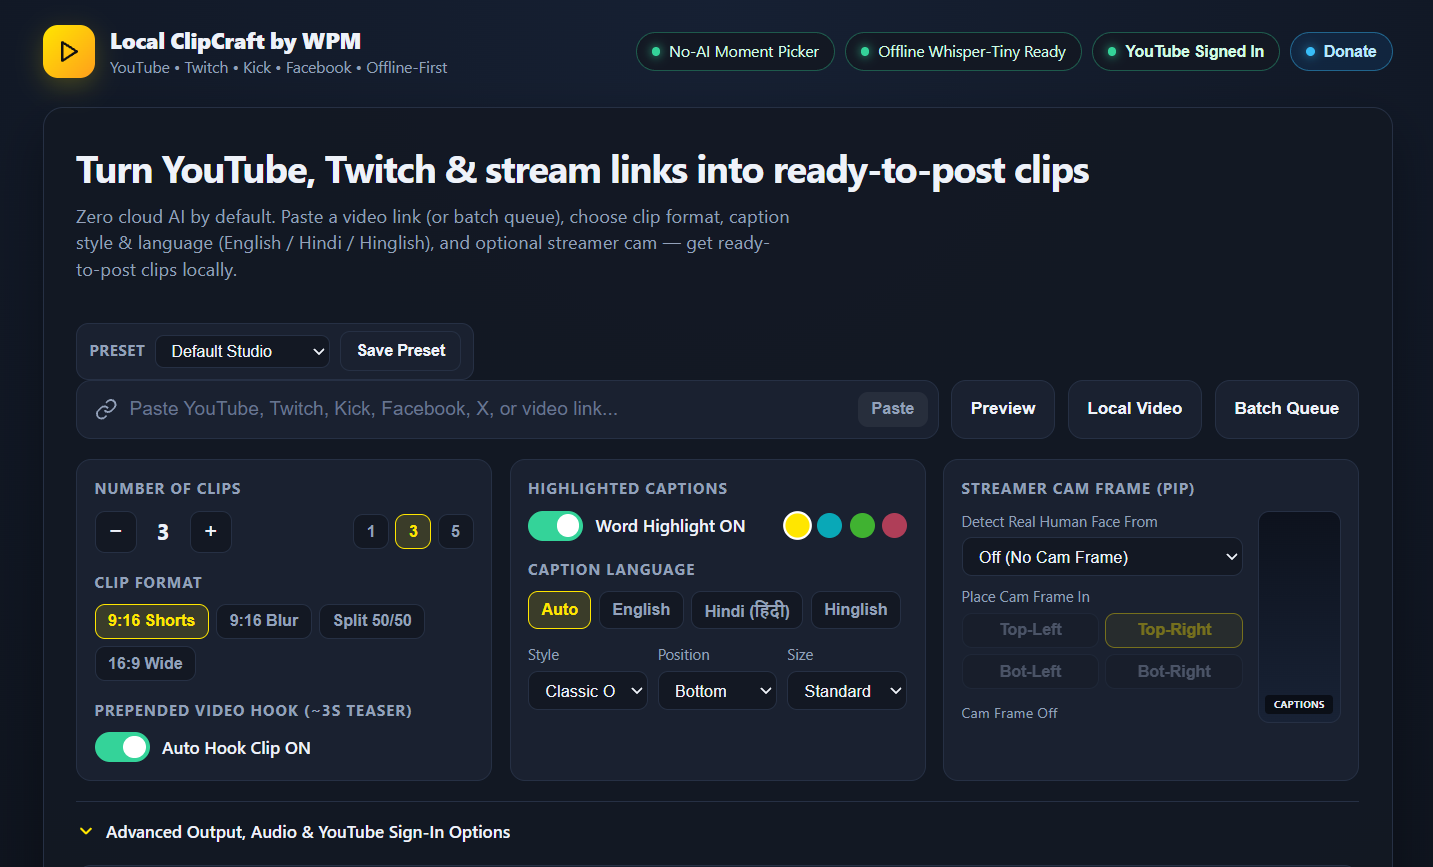 Local ClipCraft by WPM
YouTube • Twitch • Kick • Facebook • Offline-First
No-AI Moment Picker
Offline Whisper-Tiny Ready
YouTube Signed In
Donate
Turn YouTube, Twitch & stream links into ready-to-post clips
Zero cloud AI by default. Paste a video link (or batch queue), choose clip format, caption
style & language (English / Hindi / Hinglish), and optional streamer cam — get ready-
to-post clips locally.
PRESET
Default Studio
Save Preset
Paste YouTube, Twitch, Kick, Facebook, X, or video link...
Paste
Preview
Local Video
Batch Queue
NUMBER OF CLIPS
− 3 +
1 3 5
CLIP FORMAT
9:16 Shorts
9:16 Blur
Split 50/50
16:9 Wide
PREPENDED VIDEO HOOK (~3S TEASER)
Auto Hook Clip ON
HIGHLIGHTED CAPTIONS
Word Highlight ON
CAPTION LANGUAGE
Auto
English
Hindi (हिंदी)
Hinglish
Style
Position
Size
Classic O
Bottom
Standard
STREAMER CAM FRAME (PIP)
Detect Real Human Face From
Off (No Cam Frame)
Place Cam Frame In
Top-Left
Top-Right
Bot-Left
Bot-Right
Cam Frame Off
CAPTIONS
Advanced Output, Audio & YouTube Sign-In Options